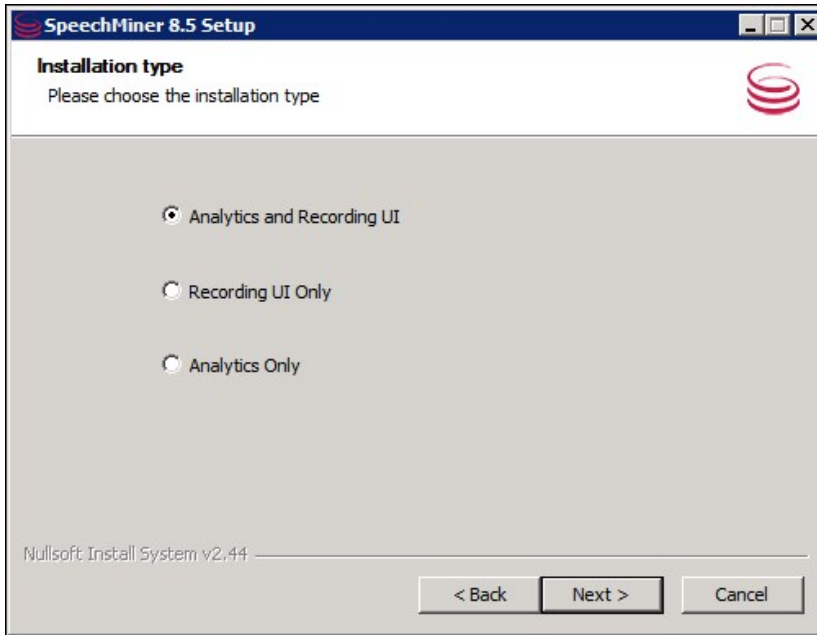 SpeechMiner 8.5 Setup
Installation type
Please choose the installation type
Analytics and Recording UI
Recording UI Only
Analytics Only
Nullsoft Install System v2.44
< Back
Next >
Cancel